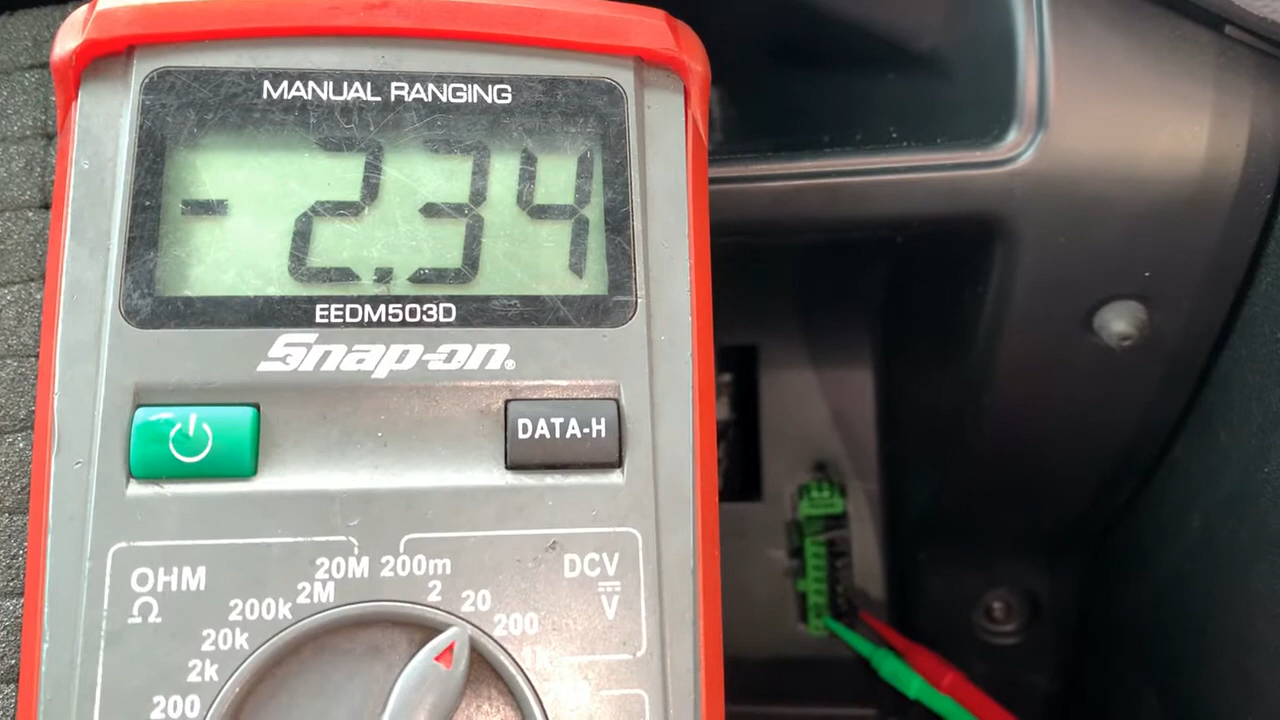 MANUAL RANGING
-2.34
EEDM503D
Snap-on®
DATA-H
OHM
Ω
DCV
V
20M 200m
2M 2 20
200k 200
20k
2k
200